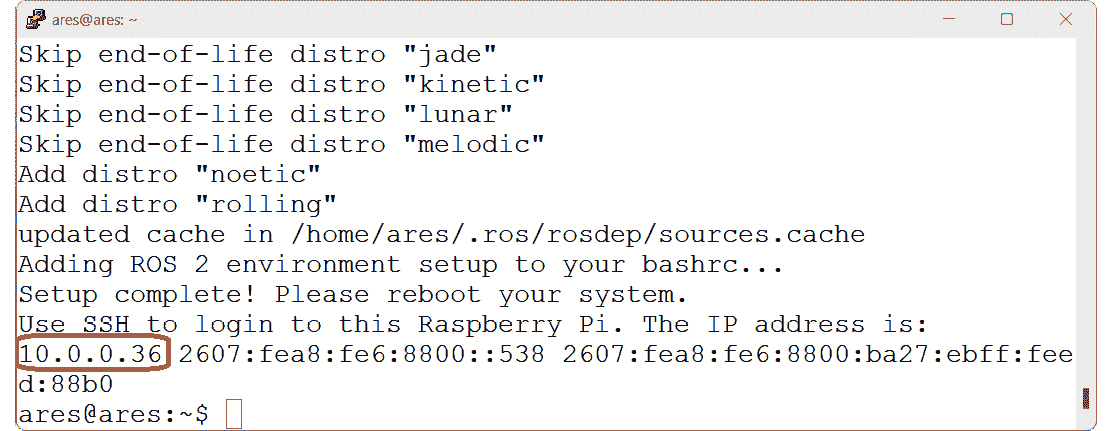 ares@ares: ~
Skip end-of-life distro "jade"
Skip end-of-life distro "kinetic"
Skip end-of-life distro "lunar"
Skip end-of-life distro "melodic"
Add distro "noetic"
Add distro "rolling"
updated cache in /home/ares/.ros/rosdep/sources.cache
Adding ROS 2 environment setup to your bashrc...
Setup complete! Please reboot your system.
Use SSH to login to this Raspberry Pi. The IP address is:
10.0.0.36 2607:fea8:fe6:8800::538 2607:fea8:fe6:8800:ba27:ebff:fee
d:88b0
ares@ares:~$